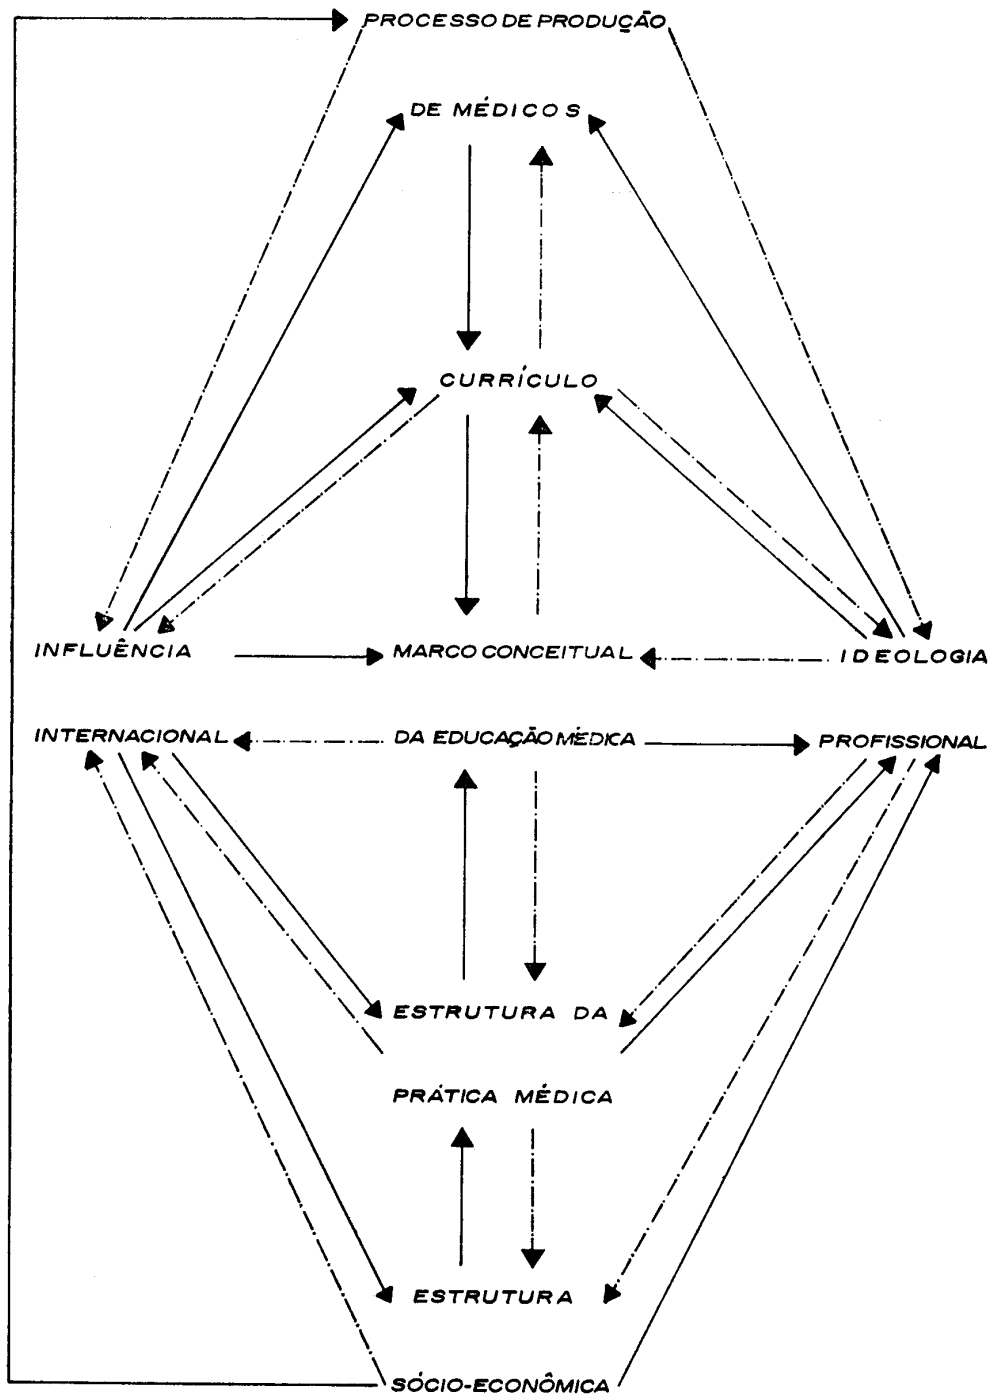 PROCESSO DE PRODUÇÃO
DE MÉDICOS
CURRÍCULO
INFLUÊNCIA
MARCO CONCEITUAL
IDEOLOGIA
INTERNACIONAL
DA EDUCAÇÃO MÉDICA
PROFISSIONAL
ESTRUTURA DA
PRÁTICA MÉDICA
ESTRUTURA
SÓCIO-ECONÔMICA